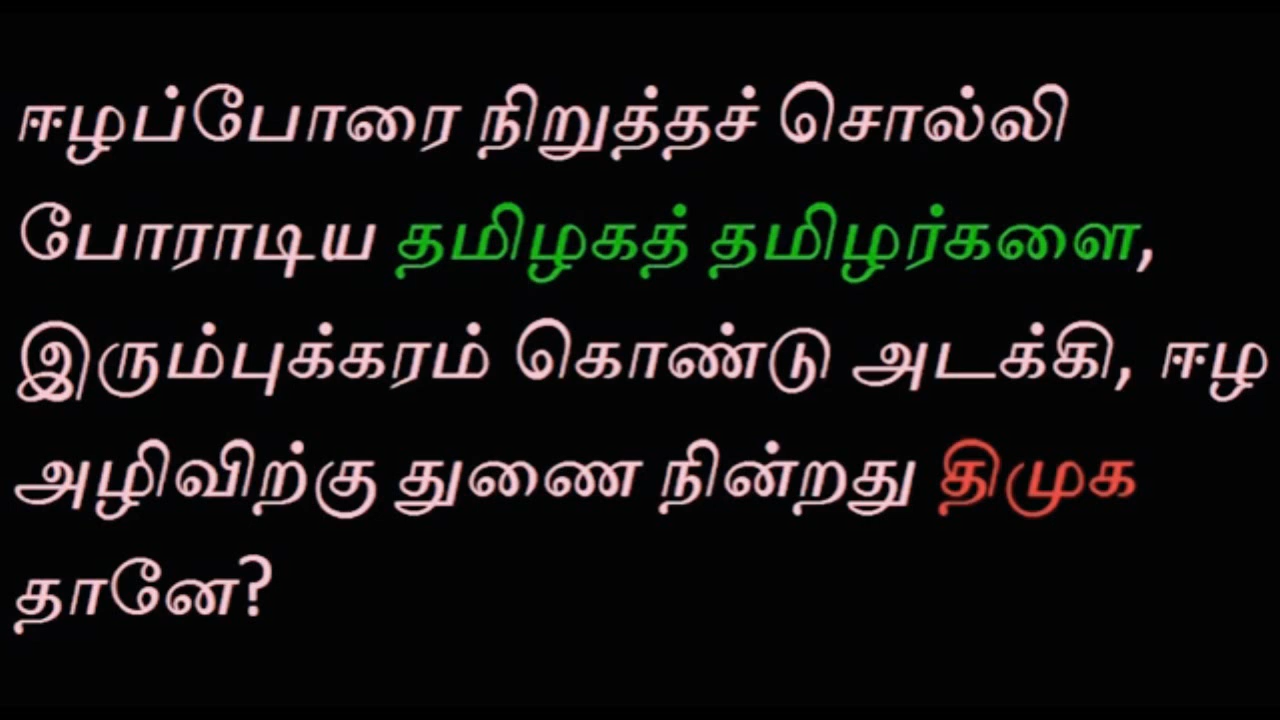 ஈழப்போரை நிறுத்தச் சொல்லி
போராடிய தமிழகத் தமிழர்களை,
இரும்புக்கரம் கொண்டு அடக்கி, ஈழ
அழிவிற்கு துணை நின்றது திமுக
தானே?